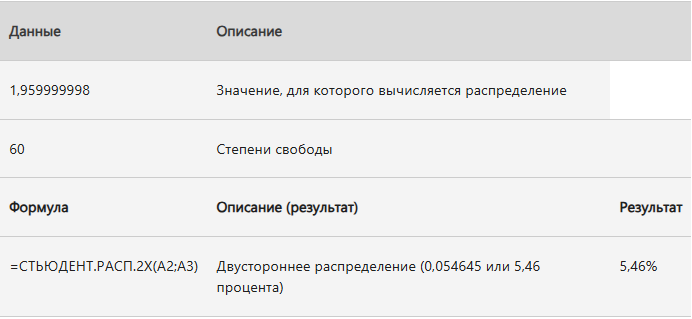 Данные Описание
1,959999998 Значение, для которого вычисляется распределение
60 Степени свободы
Формула Описание (результат) Результат
=СТЬЮДЕНТ.РАСП.2Х(A2;A3) Двустороннее распределение (0,054645 или 5,46 5,46%
процента)